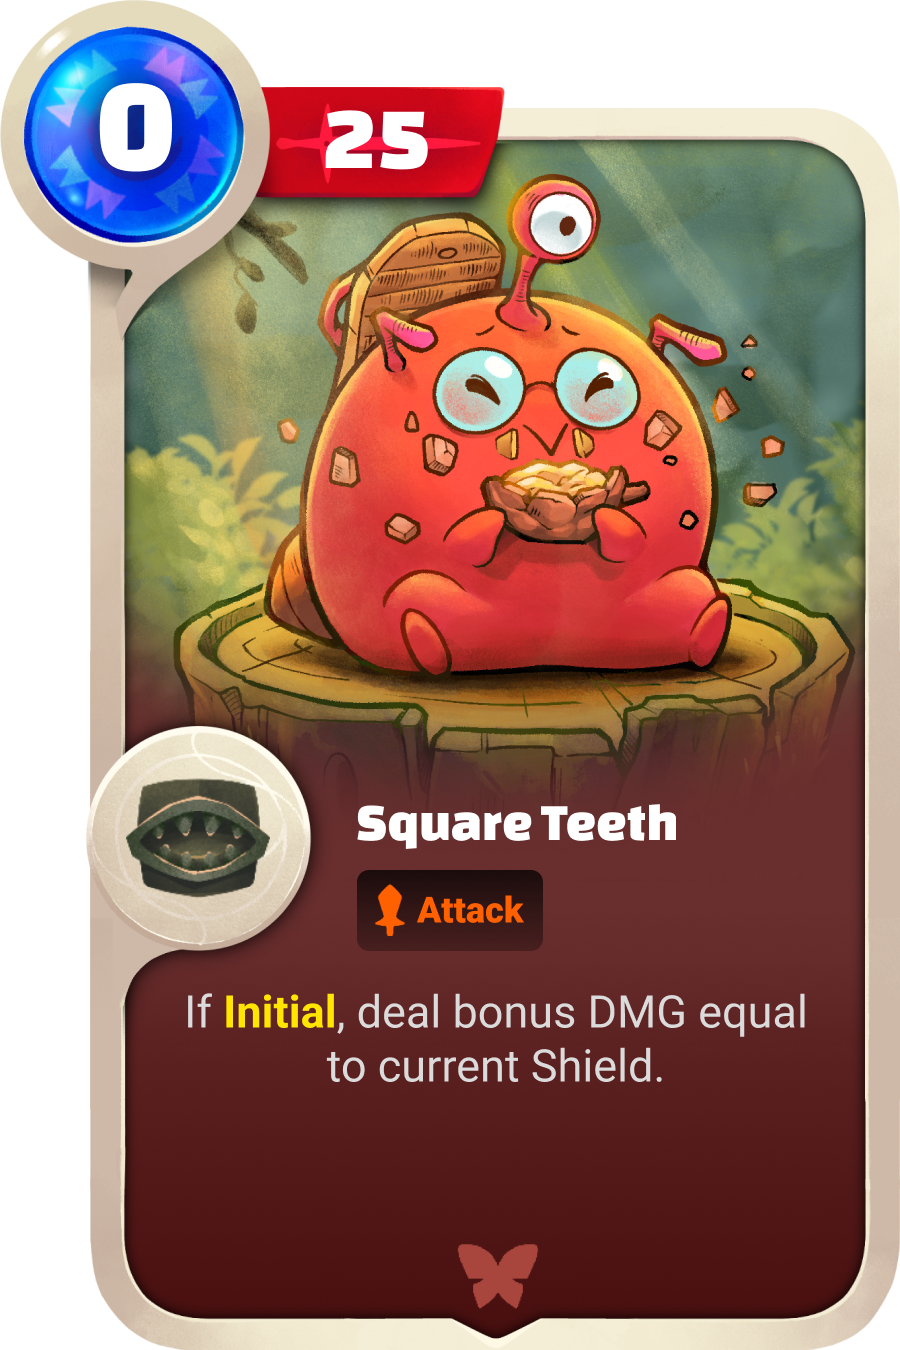 0
25
Square Teeth
Attack
If Initial, deal bonus DMG equal
to current Shield.